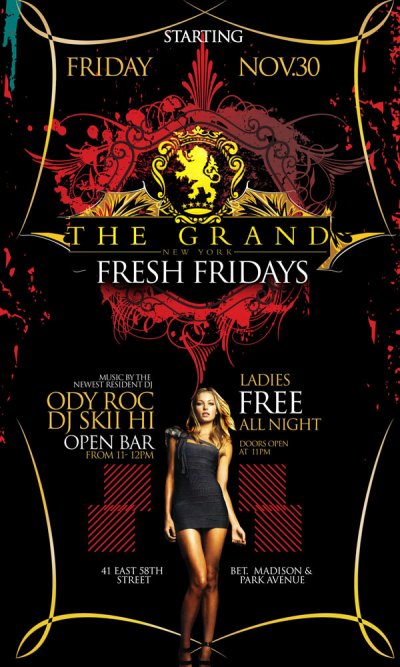 STARTING
FRIDAY NOV.30
THE GRAND
NEW YORK
FRESH FRIDAYS
MUSIC BY THE
NEWEST RESIDENT DJ
ODY ROC
DJ SKII HI
OPEN BAR
FROM 11- 12PM
LADIES
FREE
ALL NIGHT
DOORS OPEN
AT 11PM
41 EAST 58TH
STREET
BET. MADISON &
PARK AVENUE